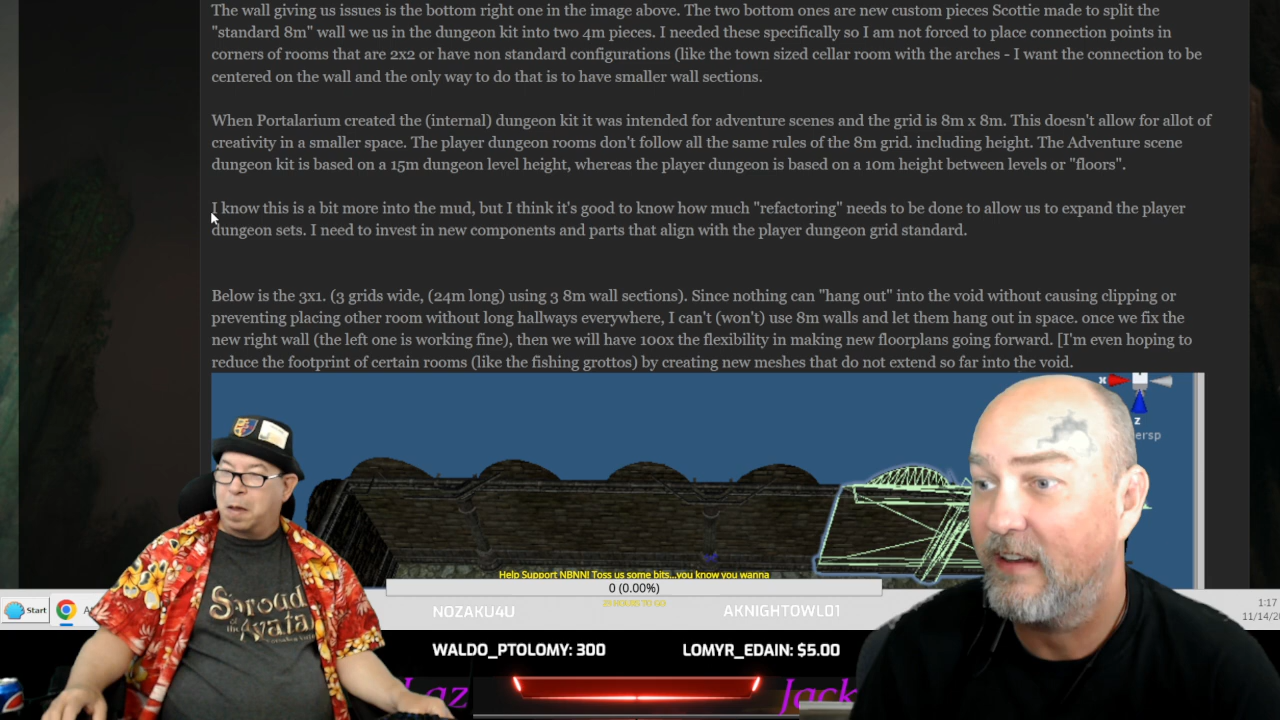 The wall giving us issues is the bottom right one in the image above. The two bottom ones are new custom pieces Scottie made to split the
"standard 8m" wall we us in the dungeon kit into two 4m pieces. I needed these specifically so I am not forced to place connection points in
corners of rooms that are 2x2 or have non standard configurations (like the town sized cellar room with the arches - I want the connection to be
centered on the wall and the only way to do that is to have smaller wall sections.
When Portalarium created the (internal) dungeon kit it was intended for adventure scenes and the grid is 8m x 8m. This doesn't allow for allot of
creativity in a smaller space. The player dungeon rooms don't follow all the same rules of the 8m grid. including height. The Adventure scene
dungeon kit is based on a 15m dungeon level height, whereas the player dungeon is based on a 10m height between levels or "floors".
I know this is a bit more into the mud, but I think it's good to know how much "refactoring" needs to be done to allow us to expand the player
dungeon sets. I need to invest in new components and parts that align with the player dungeon grid standard.
Below is the 3x1. (3 grids wide, (24m long) using 3 8m wall sections). Since nothing can "hang out" into the void without causing clipping or
preventing placing other room without long hallways everywhere, I can't (won't) use 8m walls and let them hang out in space. once we fix the
new right wall (the left one is working fine), then we will have 100x the flexibility in making new floorplans going forward. [I'm even hoping to
reduce the footprint of certain rooms (like the fishing grottos) by creating new meshes that do not extend so far into the void.
x
z
ersp
Help Support NBNN! Toss us some bits...you know you wanna
0 (0.00%)
Start
NOZAKU4U
AKNIGHTOWL01
1:17
11/14/20
Shroud
of the
Avatar
WALDO_PTOLOMY: 300
LOMYR_EDAIN: $5.00
Laz
Jack